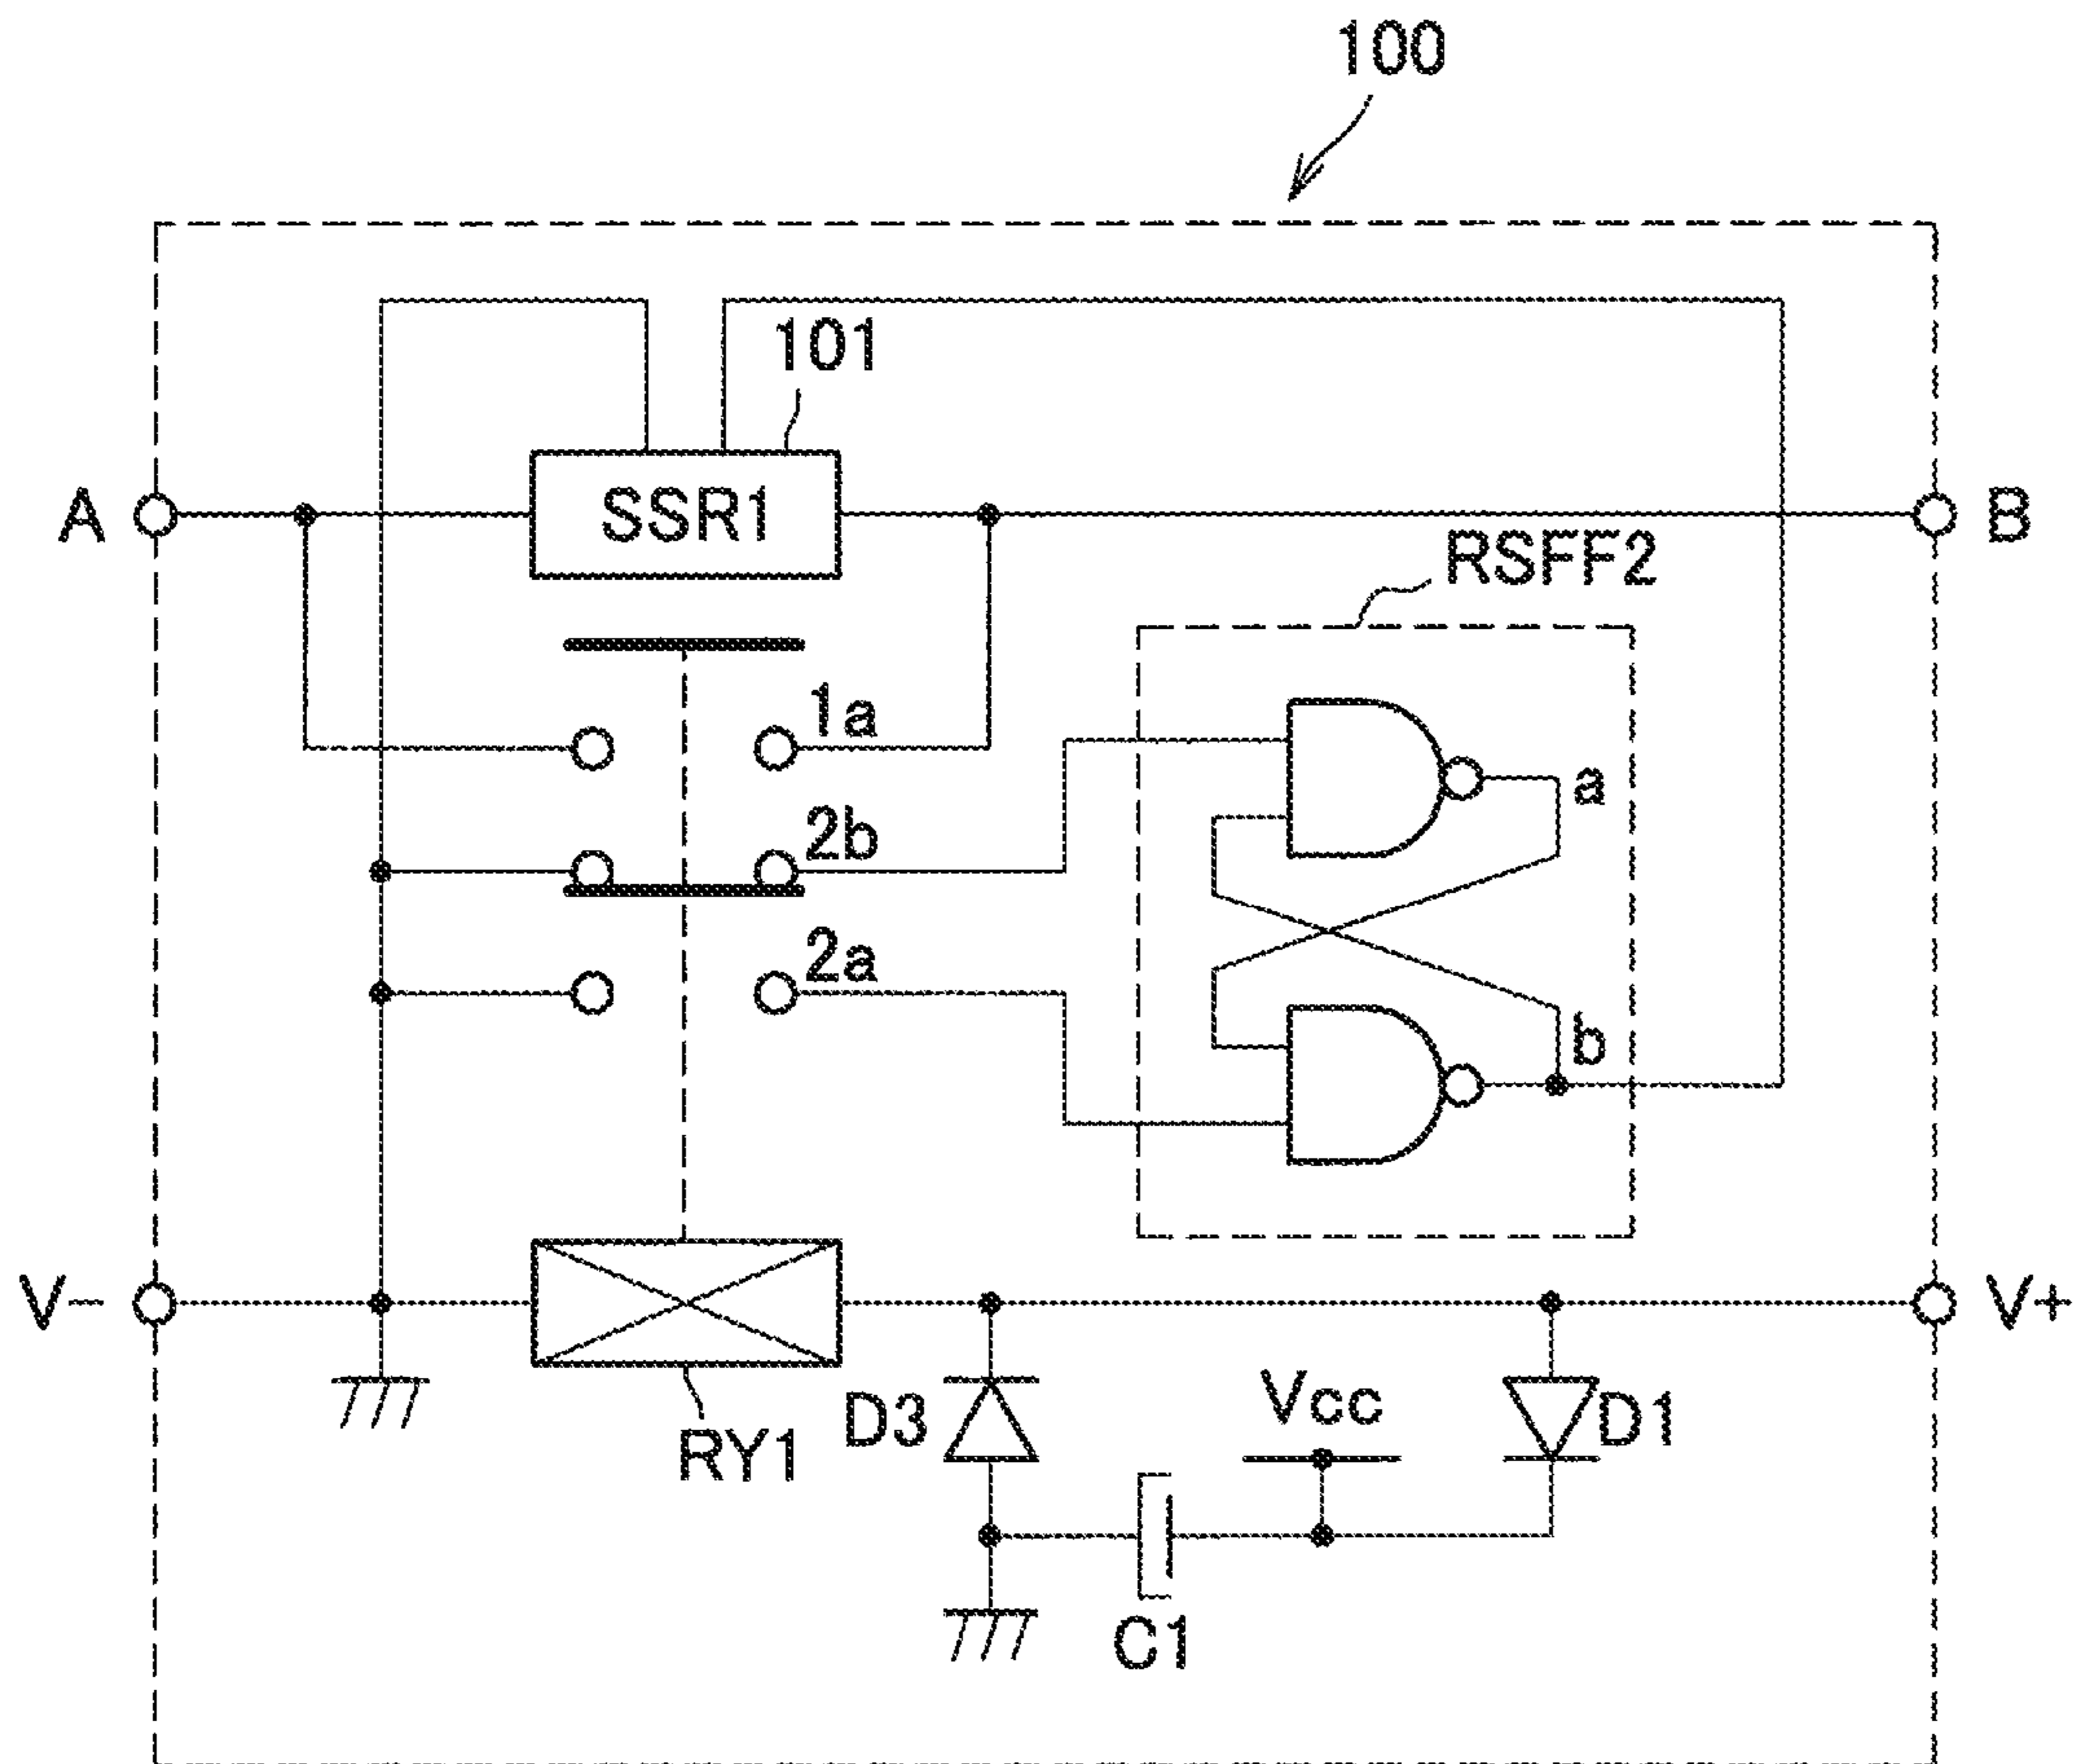 100
101
A
SSR1
B
RSFF2
1a
a
2b
2a
b
V−
V+
RY1
D3
Vcc
D1
C1